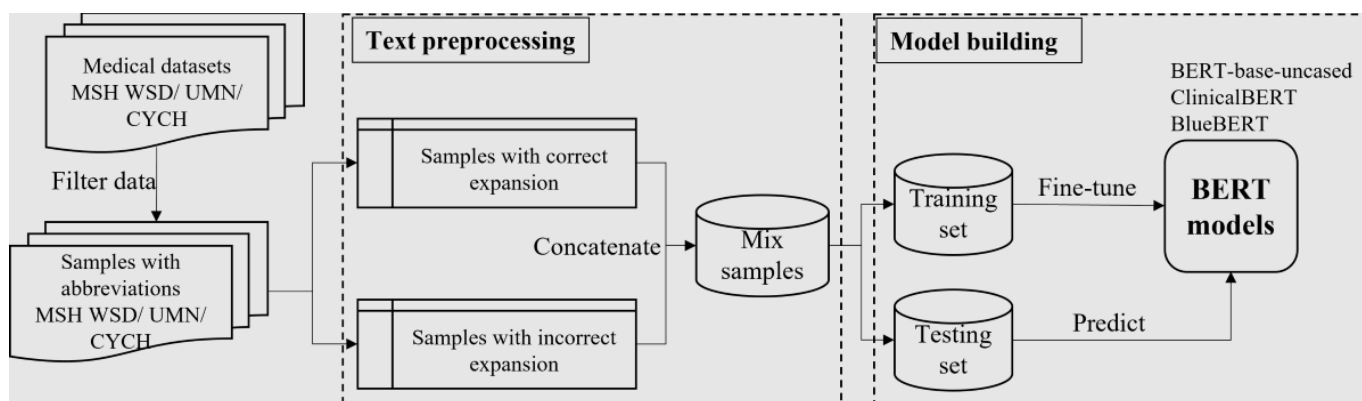 Medical datasets
MSH WSD/ UMN/
CYCH
Filter data
Samples with
abbreviations
MSH WSD/ UMN/
CYCH
Text preprocessing
Samples with correct
expansion
Samples with incorrect
expansion
Concatenate
Mix
samples
Model building
BERT-base-uncased
ClinicalBERT
BlueBERT
Training
set
Fine-tune
BERT
models
Testing
set
Predict